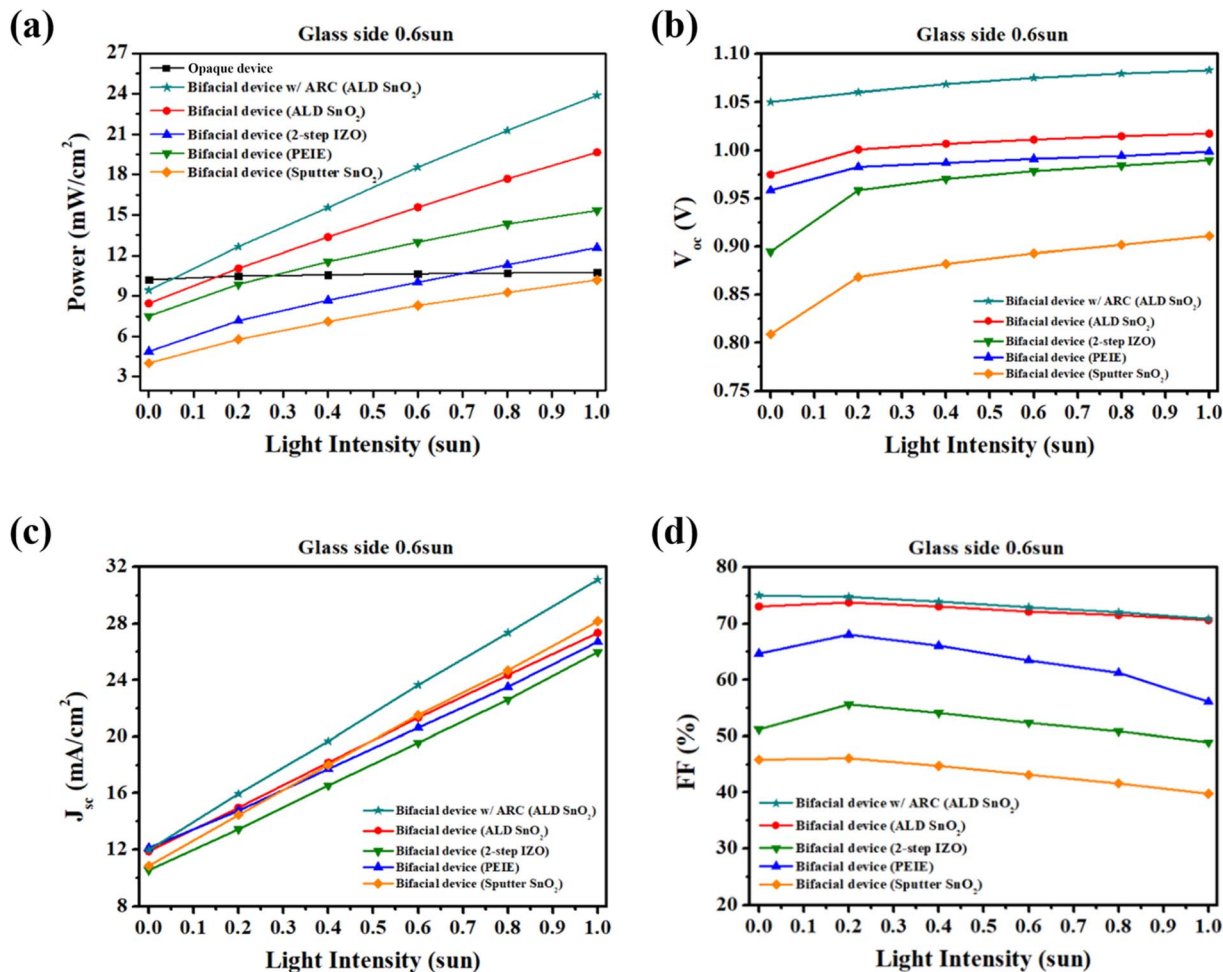 (a)
Glass side 0.6sun
27
24
21
18
15
12
9
6
3
Power (mW/cm²)
Opaque device
Bifacial device w/ ARC (ALD SnO₂)
Bifacial device (ALD SnO₂)
Bifacial device (2-step IZO)
Bifacial device (PEIE)
Bifacial device (Sputter SnO₂)
0.0 0.1 0.2 0.3 0.4 0.5 0.6 0.7 0.8 0.9 1.0
Light Intensity (sun)
(b)
Glass side 0.6sun
1.10
1.05
1.00
0.95
0.90
0.85
0.80
0.75
Voc (V)
Bifacial device w/ ARC (ALD SnO₂)
Bifacial device (ALD SnO₂)
Bifacial device (2-step IZO)
Bifacial device (PEIE)
Bifacial device (Sputter SnO₂)
0.0 0.1 0.2 0.3 0.4 0.5 0.6 0.7 0.8 0.9 1.0
Light Intensity (sun)
(c)
Glass side 0.6sun
32
28
24
20
16
12
8
Jsc (mA/cm²)
Bifacial device w/ ARC (ALD SnO₂)
Bifacial device (ALD SnO₂)
Bifacial device (2-step IZO)
Bifacial device (PEIE)
Bifacial device (Sputter SnO₂)
0.0 0.1 0.2 0.3 0.4 0.5 0.6 0.7 0.8 0.9 1.0
Light Intensity (sun)
(d)
Glass side 0.6sun
80
70
60
50
40
30
20
FF (%)
Bifacial device w/ ARC (ALD SnO₂)
Bifacial device (ALD SnO₂)
Bifacial device (2-step IZO)
Bifacial device (PEIE)
Bifacial device (Sputter SnO₂)
0.0 0.1 0.2 0.3 0.4 0.5 0.6 0.7 0.8 0.9 1.0
Light Intensity (sun)